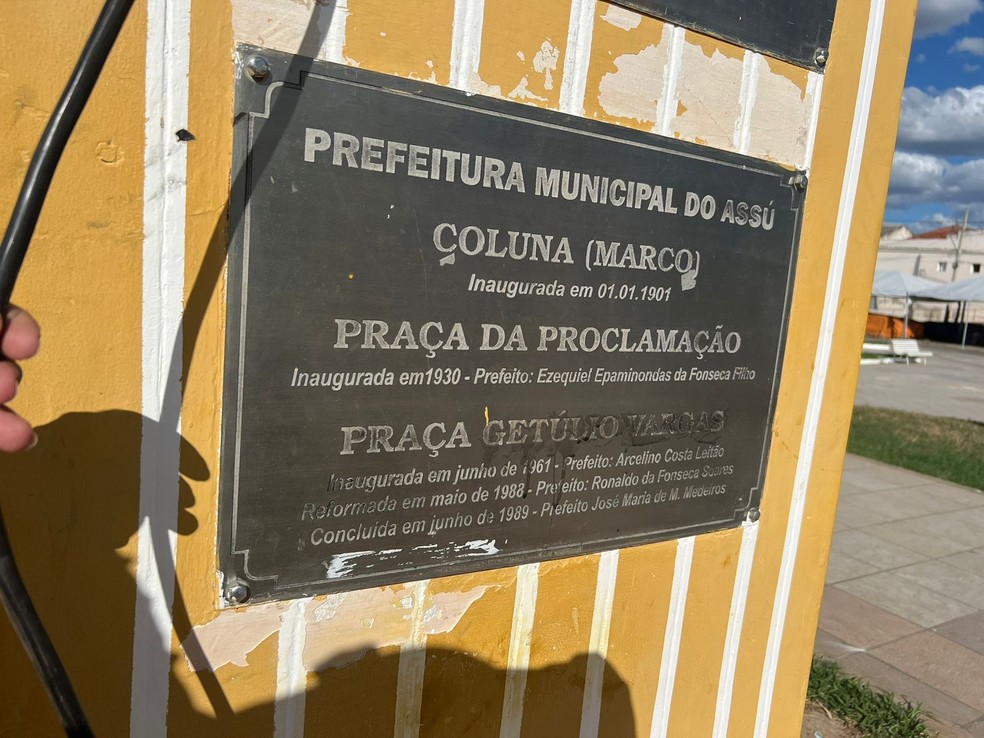 PREFEITURA MUNICIPAL DO ASSÚ
COLUNA (MARCO)
Inaugurada em 01.01.1901
PRAÇA DA PROCLAMAÇÃO
Inaugurada em1930 - Prefeito: Ezequiel Epaminondas da Fonseca Filho
PRAÇA GETÚLIO VARGAS
Inaugurada em junho de 1961 - Prefeito: Arcelino Costa Leitão
Reformada em maio de 1988 - Prefeito: Ronaldo da Fonseca Soares
Concluída em junho de 1989 - Prefeito José Maria de M. Medeiros